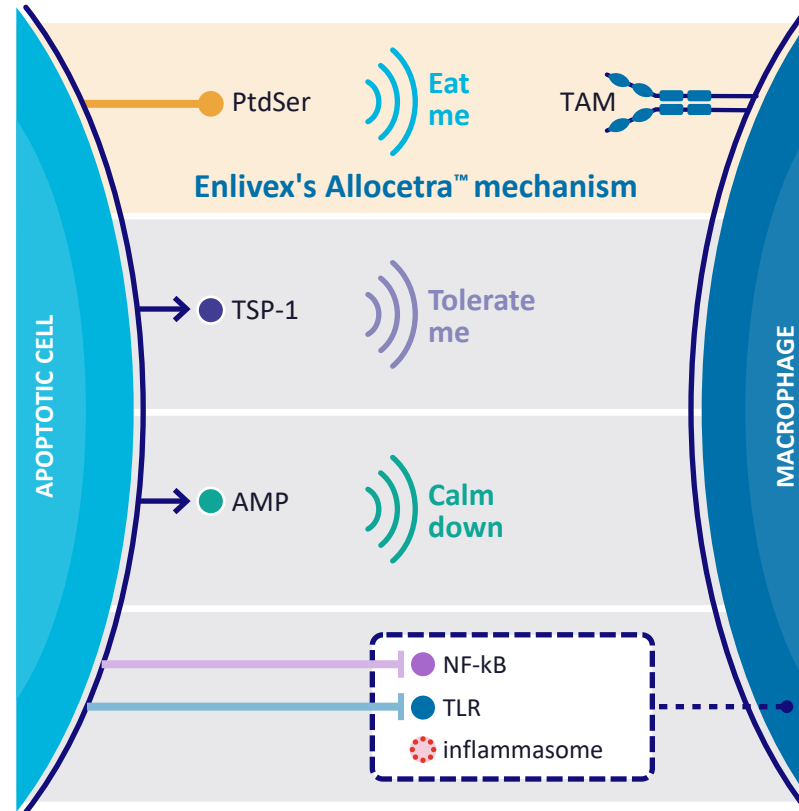 PtdSer
Eat
me
TAM
Enlivex's Allocetra™ mechanism
APOPTOTIC CELL
TSP-1
Tolerate
me
MACROPHAGE
AMP
Calm
down
NF-kB
TLR
inflammasome